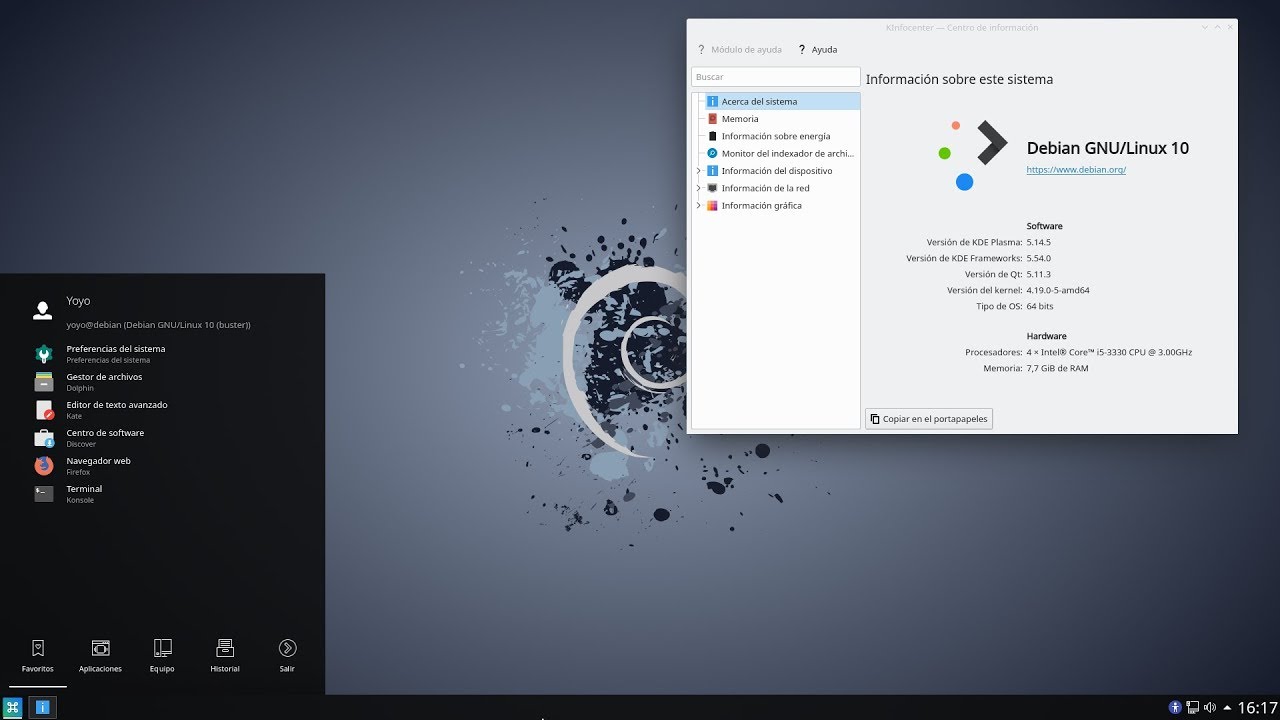 KInfocenter — Centro de información
Módulo de ayuda
Ayuda
Buscar
Acerca del sistema
Memoria
Información sobre energía
Monitor del indexador de archi...
Información del dispositivo
Información de la red
Información gráfica
Información sobre este sistema
Debian GNU/Linux 10
https://www.debian.org/
Software
Versión de KDE Plasma: 5.14.5
Versión de KDE Frameworks: 5.54.0
Versión de Qt: 5.11.3
Versión del kernel: 4.19.0-5-amd64
Tipo de OS: 64 bits
Hardware
Procesadores: 4 × Intel® Core™ i5-3330 CPU @ 3.00GHz
Memoria: 7,7 GiB de RAM
Copiar en el portapapeles
Yoyo
yoyo@debian (Debian GNU/Linux 10 (buster))
Preferencias del sistema
Preferencias del sistema
Gestor de archivos
Dolphin
Editor de texto avanzado
Kate
Centro de software
Discover
Navegador web
Firefox
Terminal
Konsole
Favoritos
Aplicaciones
Equipo
Historial
Salir
16:17